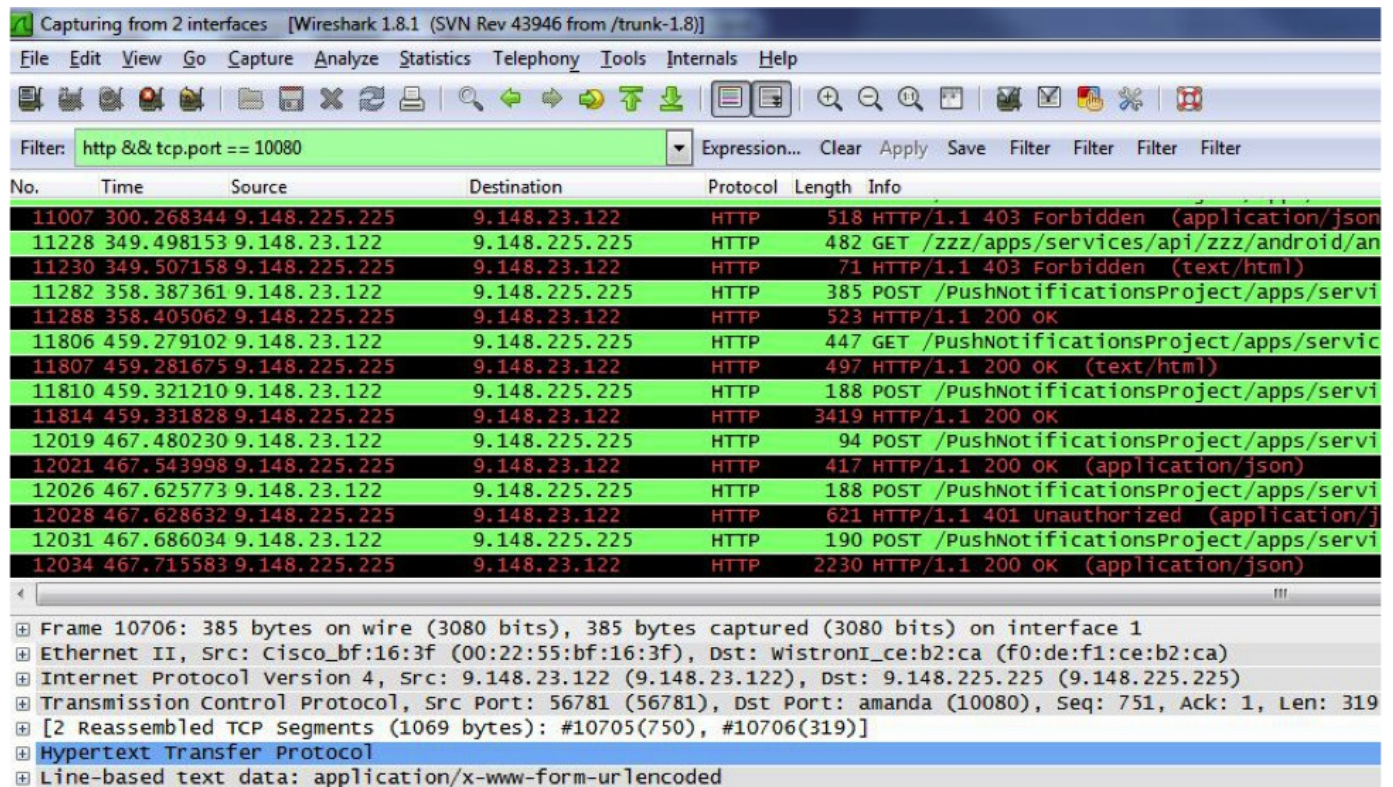 Capturing from 2 interfaces [Wireshark 1.8.1 (SVN Rev 43946 from /trunk-1.8)]
File Edit View Go Capture Analyze Statistics Telephony Tools Internals Help
Filter: http && tcp.port == 10080 Expression... Clear Apply Save Filter Filter Filter Filter
No. Time Source Destination Protocol Length Info
11007 300.268344 9.148.225.225 9.148.23.122 HTTP 518 HTTP/1.1 403 Forbidden (application/json
11228 349.498153 9.148.23.122 9.148.225.225 HTTP 482 GET /zzz/apps/services/api/zzz/android/an
11230 349.507158 9.148.225.225 9.148.23.122 HTTP 71 HTTP/1.1 403 Forbidden (text/html)
11282 358.387361 9.148.23.122 9.148.225.225 HTTP 385 POST /PushNotificationsProject/apps/servi
11288 358.405062 9.148.225.225 9.148.23.122 HTTP 523 HTTP/1.1 200 OK
11806 459.279102 9.148.23.122 9.148.225.225 HTTP 447 GET /PushNotificationsProject/apps/servic
11807 459.281675 9.148.225.225 9.148.23.122 HTTP 497 HTTP/1.1 200 OK (text/html)
11810 459.321210 9.148.23.122 9.148.225.225 HTTP 188 POST /PushNotificationsProject/apps/servi
11814 459.331828 9.148.225.225 9.148.23.122 HTTP 3419 HTTP/1.1 200 OK
12019 467.480230 9.148.23.122 9.148.225.225 HTTP 94 POST /PushNotificationsProject/apps/servi
12021 467.543998 9.148.225.225 9.148.23.122 HTTP 417 HTTP/1.1 200 OK (application/json)
12026 467.625773 9.148.23.122 9.148.225.225 HTTP 188 POST /PushNotificationsProject/apps/servi
12028 467.628632 9.148.225.225 9.148.23.122 HTTP 621 HTTP/1.1 401 Unauthorized (application/j
12031 467.686034 9.148.23.122 9.148.225.225 HTTP 190 POST /PushNotificationsProject/apps/servi
12034 467.715583 9.148.225.225 9.148.23.122 HTTP 2230 HTTP/1.1 200 OK (application/json)
Frame 10706: 385 bytes on wire (3080 bits), 385 bytes captured (3080 bits) on interface 1
Ethernet II, Src: Cisco_bf:16:3f (00:22:55:bf:16:3f), Dst: WistronI_ce:b2:ca (f0:de:f1:ce:b2:ca)
Internet Protocol Version 4, Src: 9.148.23.122 (9.148.23.122), Dst: 9.148.225.225 (9.148.225.225)
Transmission Control Protocol, Src Port: 56781 (56781), Dst Port: amanda (10080), Seq: 751, Ack: 1, Len: 319
[2 Reassembled TCP Segments (1069 bytes): #10705(750), #10706(319)]
Hypertext Transfer Protocol
Line-based text data: application/x-www-form-urlencoded